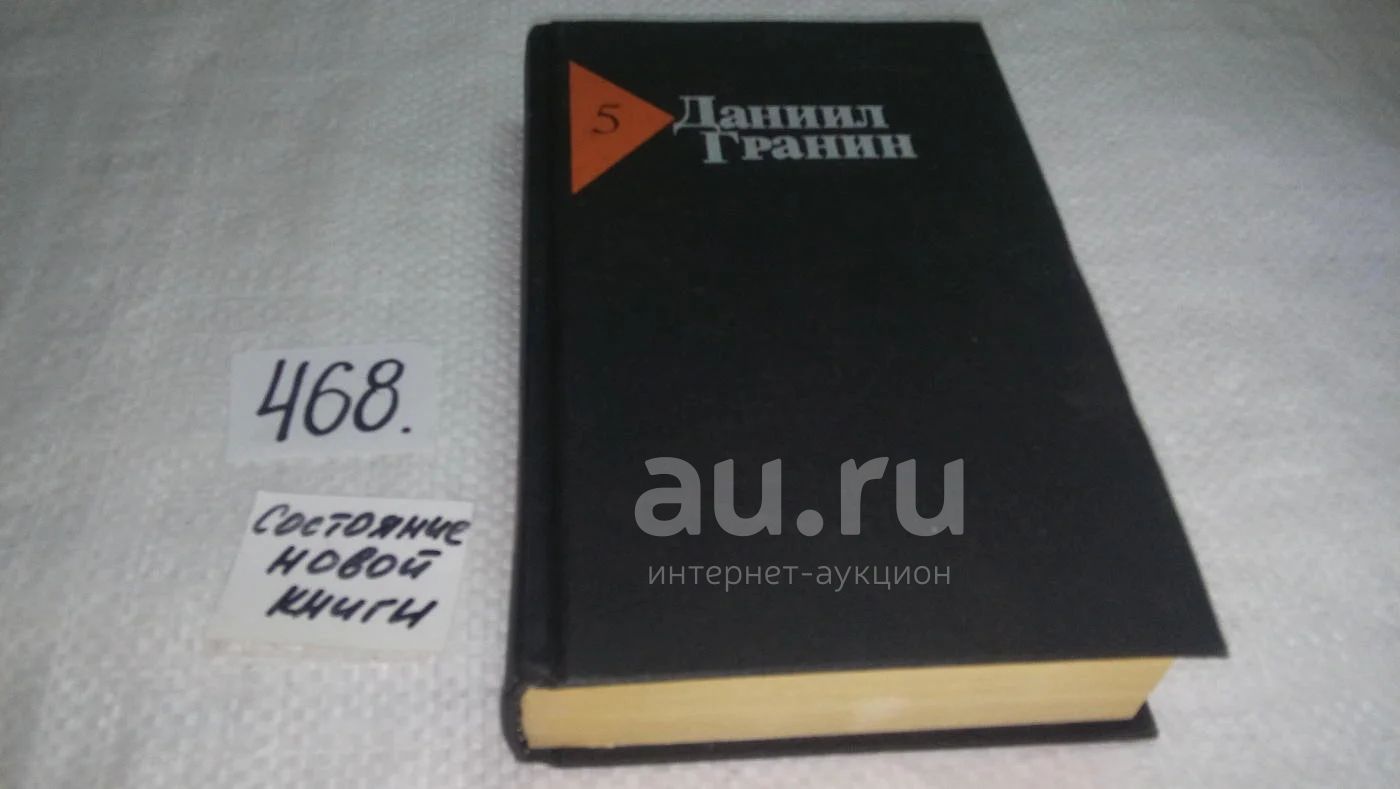 5
Даниил
Гранин
468.
Состояние
новой
книги
au.ru
интернет-аукцион